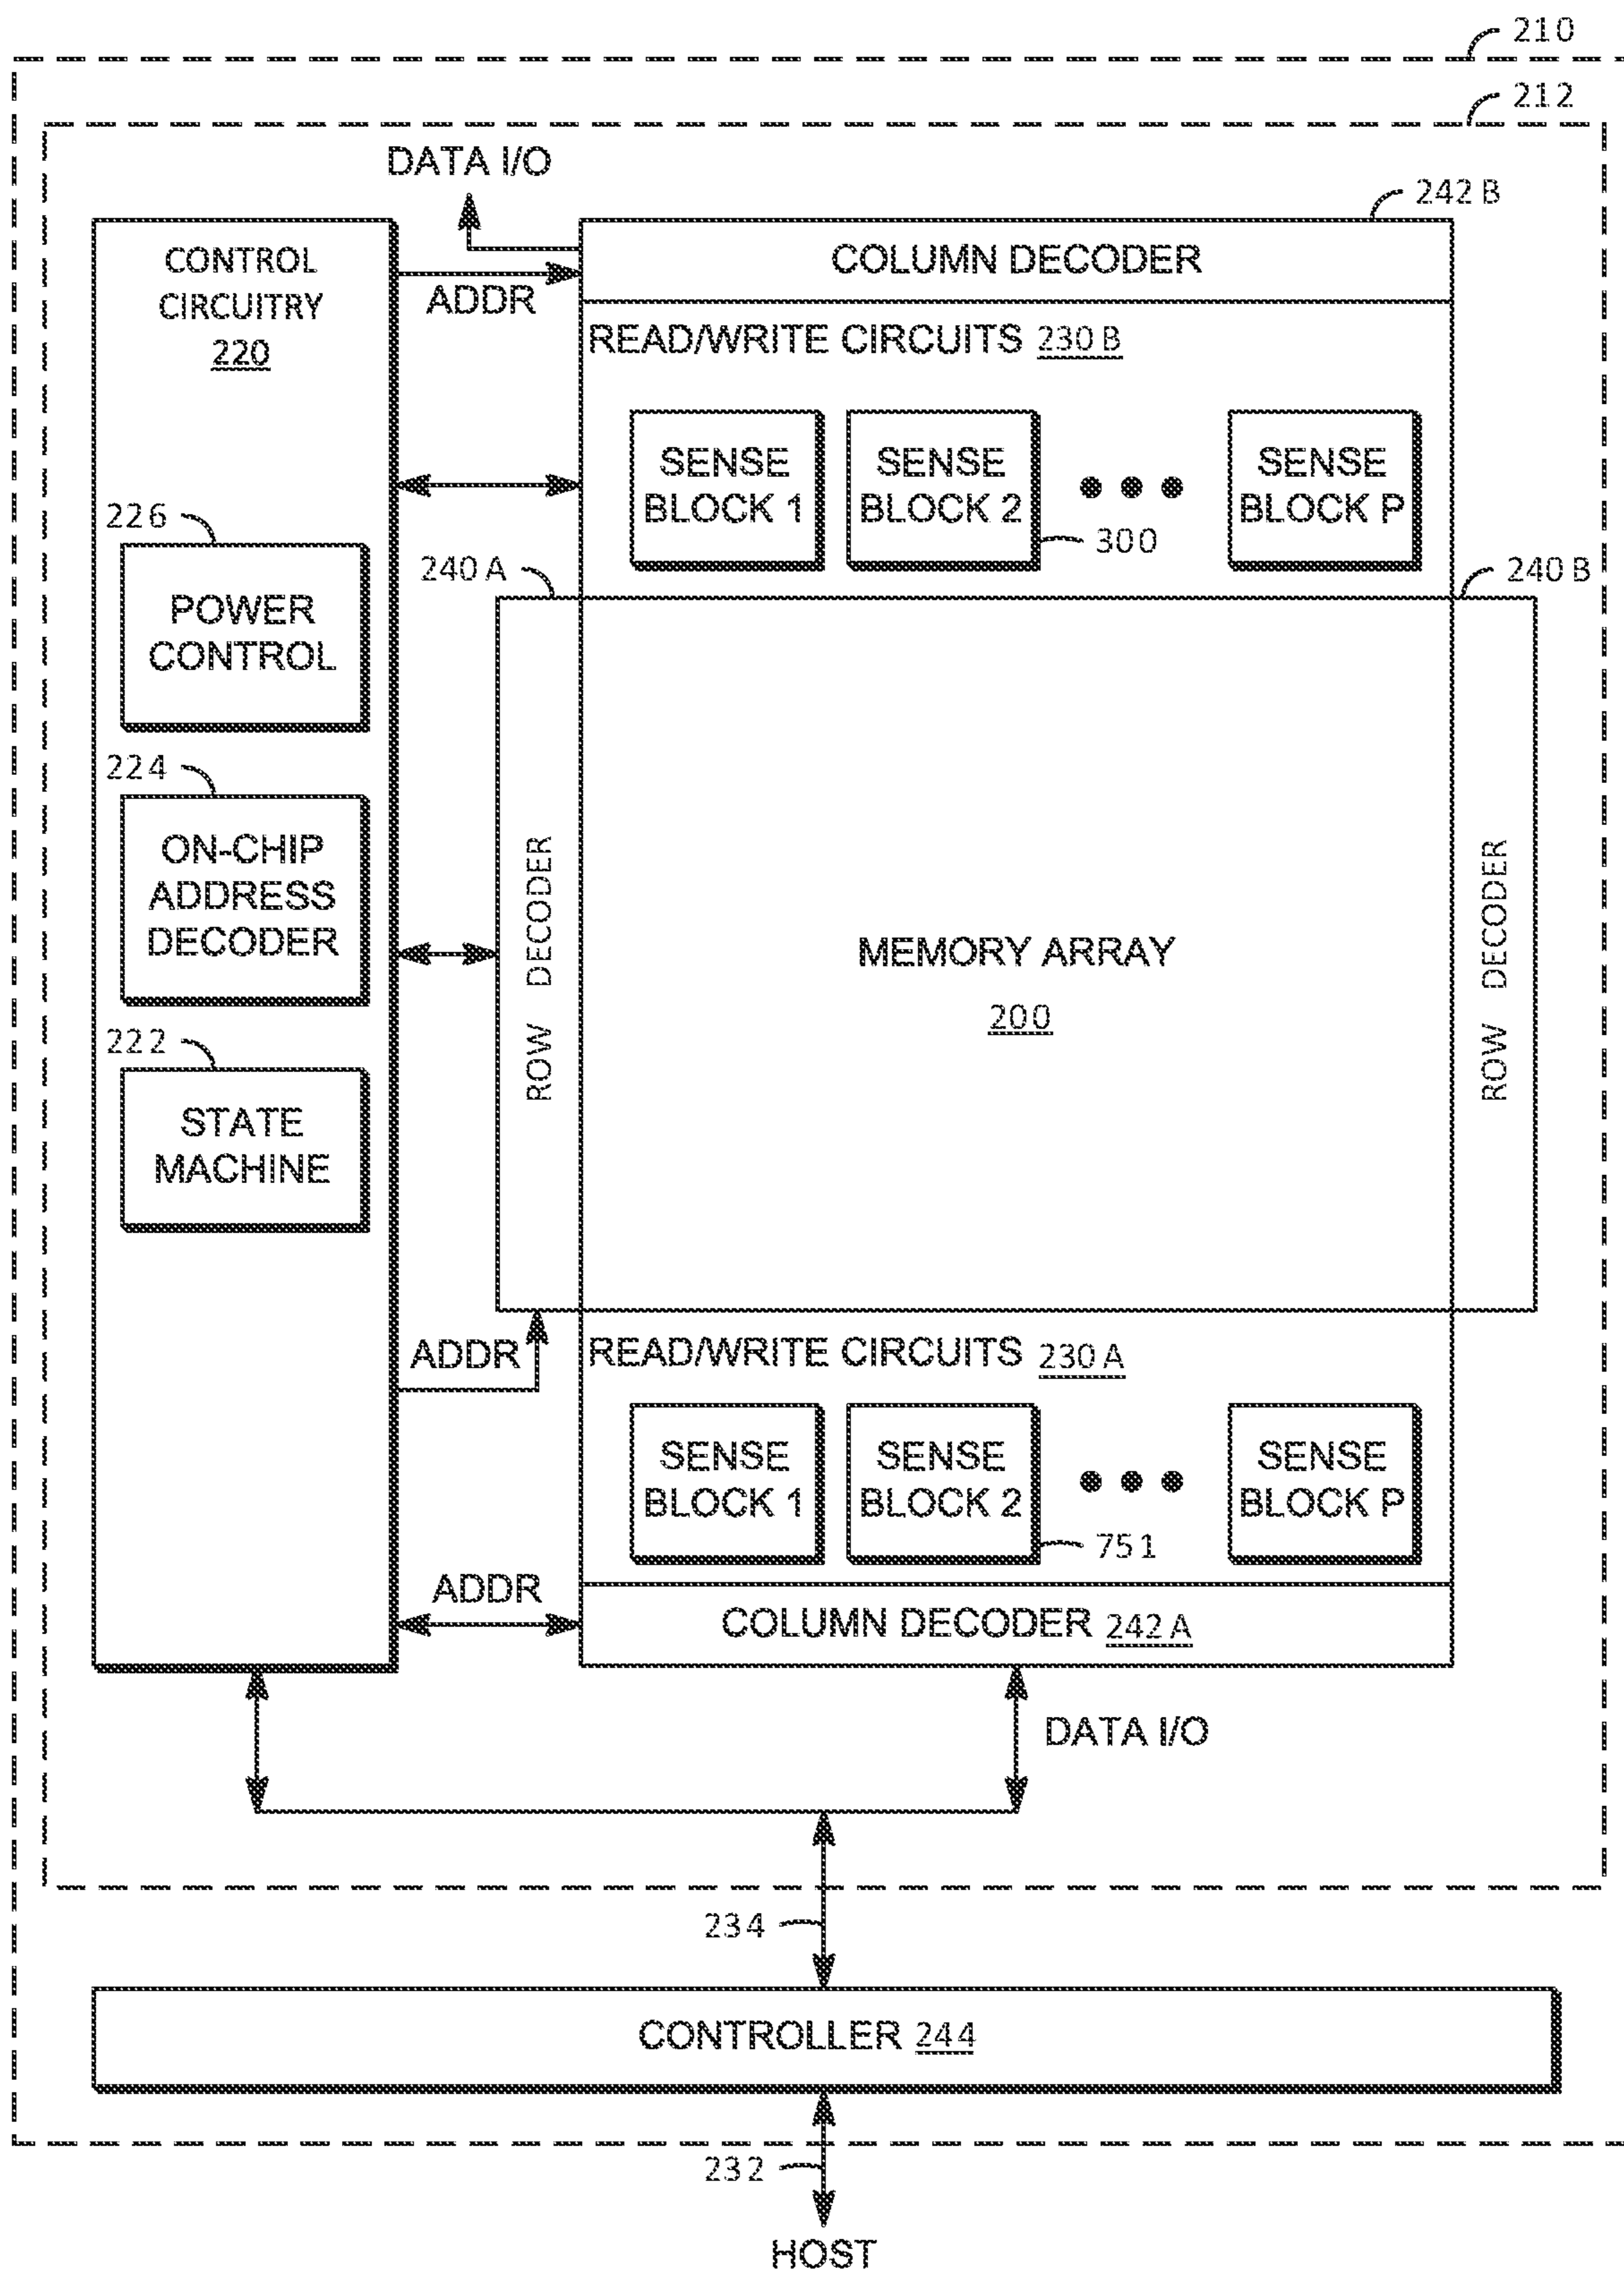 210
212
DATA I/O
242 B
CONTROL
CIRCUITRY
220
COLUMN DECODER
ADDR
READ/WRITE CIRCUITS 230 B
SENSE
BLOCK 1
SENSE
BLOCK 2
SENSE
BLOCK P
300
226
POWER
CONTROL
240 A
240 B
224
ON-CHIP
ADDRESS
DECODER
ROW DECODER
MEMORY ARRAY
200
ROW DECODER
222
STATE
MACHINE
ADDR
READ/WRITE CIRCUITS 230 A
SENSE
BLOCK 1
SENSE
BLOCK 2
SENSE
BLOCK P
751
ADDR
COLUMN DECODER 242 A
DATA I/O
234
CONTROLLER 244
232
HOST